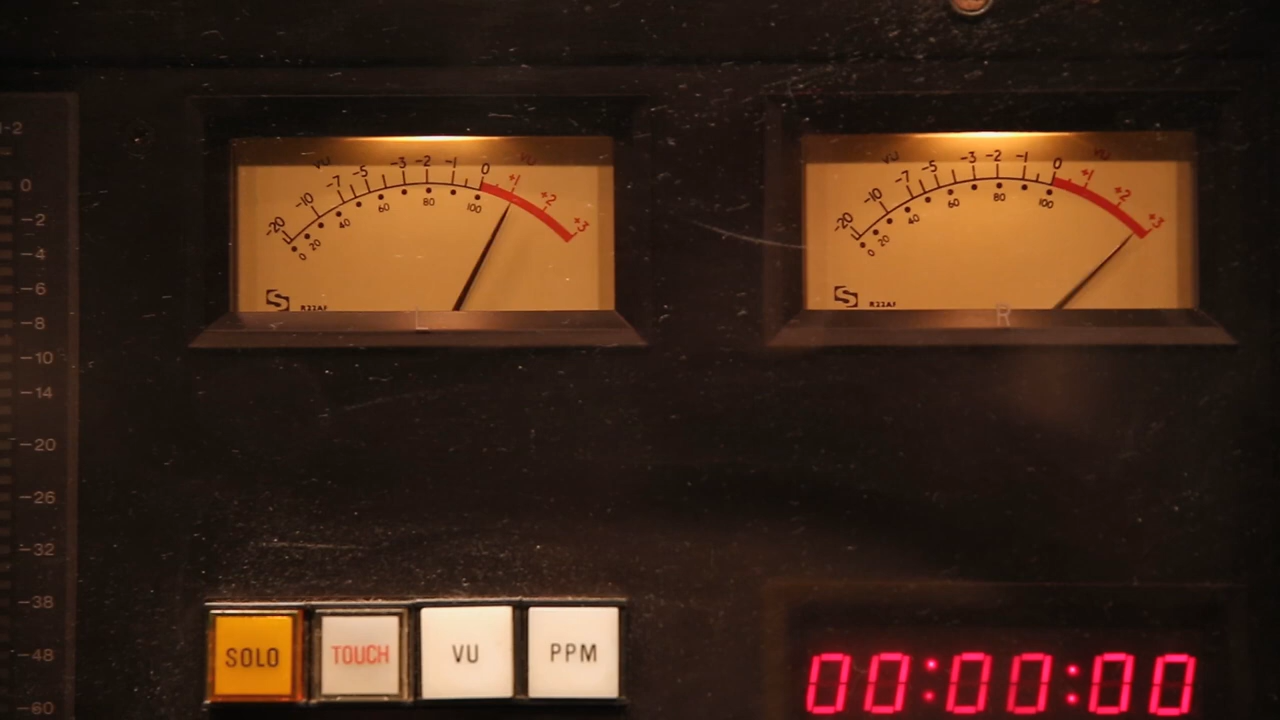 -2
0
-2
-4
-6
-8
-10
-14
-20
-26
-32
-38
-48
-60
VU VU
-20 -10 -7 -5 -3 -2 -1 0 +1 +2 +3
0 20 40 60 80 100
S R22AF
L
VU VU
-20 -10 -7 -5 -3 -2 -1 0 +1 +2 +3
0 20 40 60 80 100
S R22AF
R
SOLO TOUCH VU PPM
00:00:00